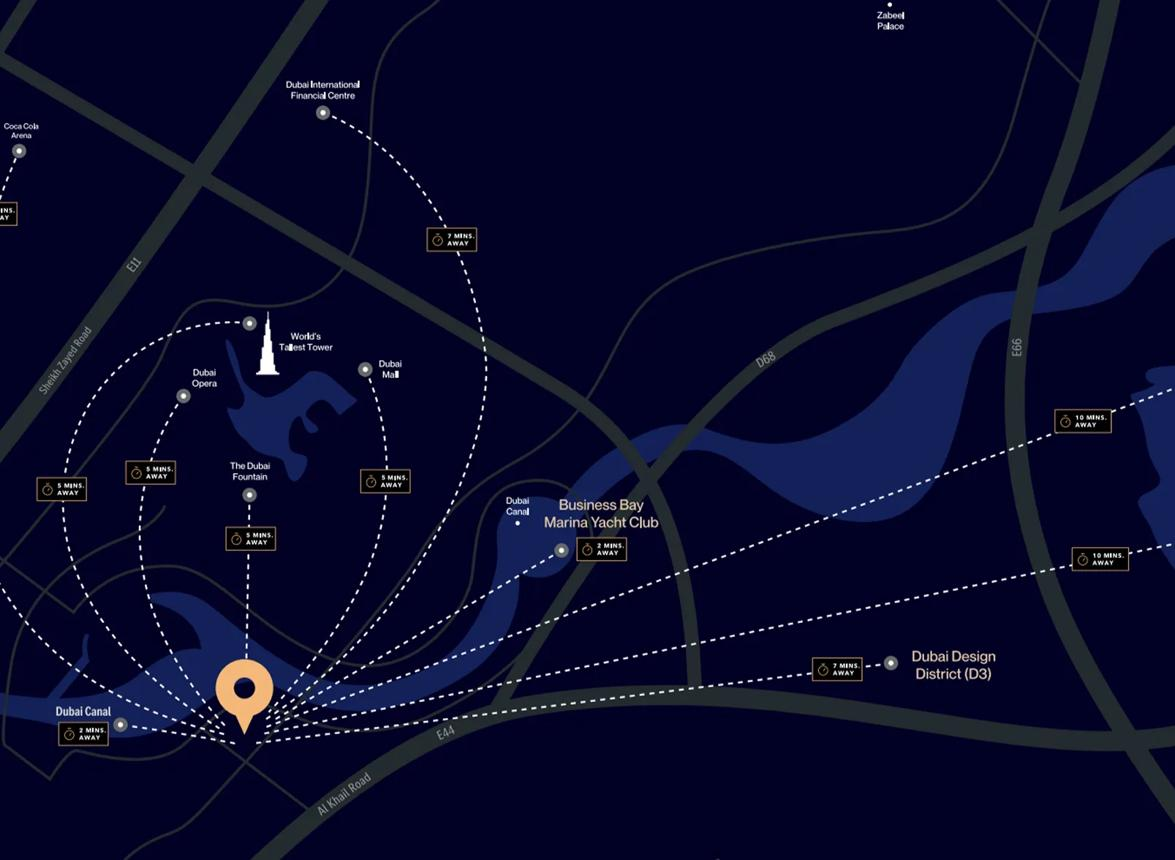 Zabeel
Palace
Dubai International
Financial Centre
Coca Cola
Arena
INS.
AY
7 MINS.
AWAY
E11
Sheikh Zayed Road
World's
Tallest Tower
Dubai
Opera
Dubai
Mall
E66
D68
10 MINS.
AWAY
5 MINS.
AWAY
5 MINS.
AWAY
The Dubai
Fountain
5 MINS.
AWAY
5 MINS.
AWAY
Dubai
Canal
Business Bay
Marina Yacht Club
2 MINS.
AWAY
10 MINS.
AWAY
Dubai Design
District (D3)
7 MINS.
AWAY
Dubai Canal
2 MINS.
AWAY
E44
Al Khail Road